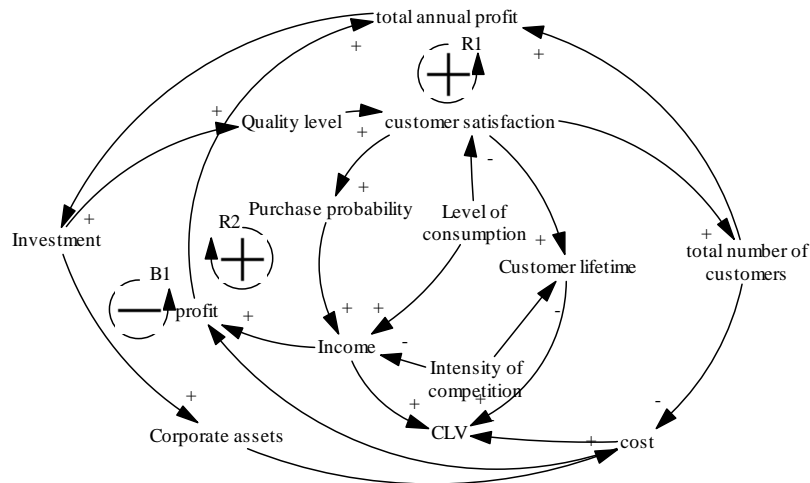 total annual profit
+
R1
+
+
Quality level
customer satisfaction
+
-
+
Purchase probability
Level of
consumption
R2
+
Investment
+
+
Customer lifetime
total number of
customers
B1
profit
+
+
+
-
Income
-
Intensity of
competition
+
+
+
-
Corporate assets
CLV
+
cost